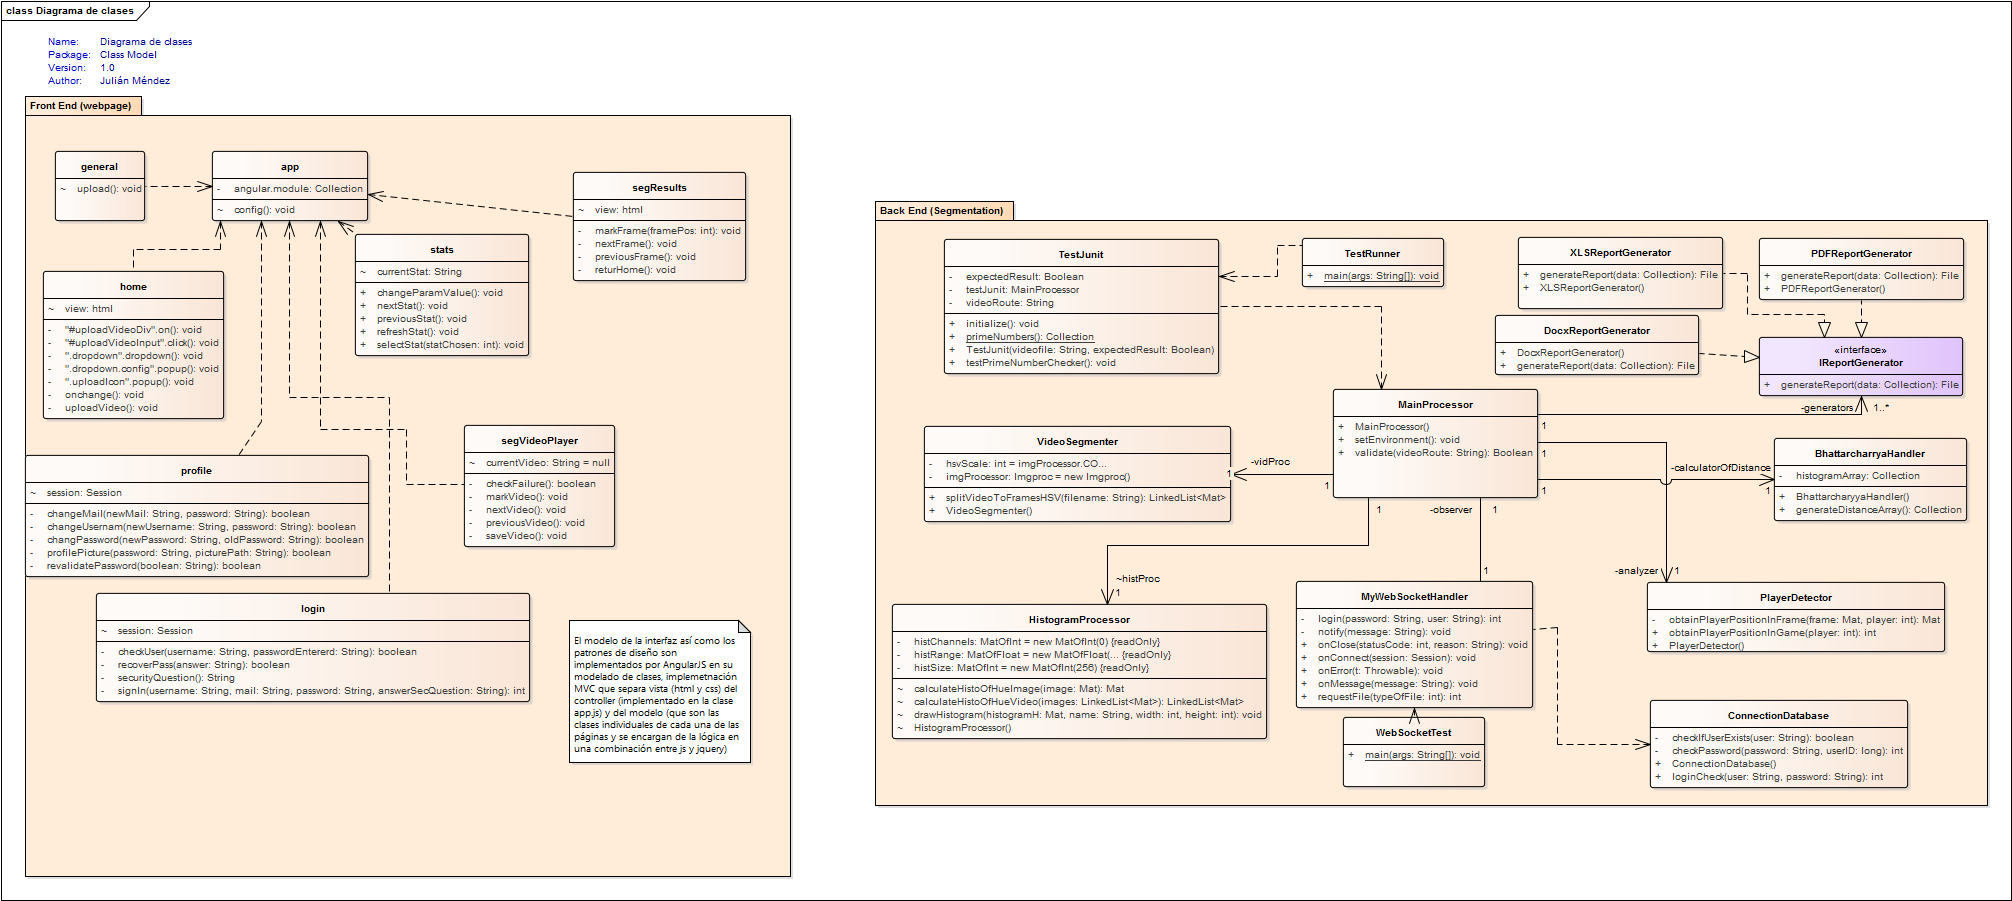 class Diagrama de clases
Name: Diagrama de clases
Package: Class Model
Version: 1.0
Author: Julián Méndez
Front End (webpage)
general
~ upload(): void
app
- angular.module: Collection
~ config(): void
segResults
~ view: html
- markFrame(framePos: int): void
- nextFrame(): void
- previousFrame(): void
- returHome(): void
stats
~ currentStat: String
+ changeParamValue(): void
+ nextStat(): void
+ previousStat(): void
+ refreshStat(): void
+ selectStat(statChosen: int): void
home
~ view: html
- "#uploadVideoDiv".on(): void
- "#uploadVideoInput".click(): void
- ".dropdown".dropdown(): void
- ".dropdown.config".popup(): void
- ".uploadIcon".popup(): void
- onchange(): void
- uploadVideo(): void
segVideoPlayer
~ currentVideo: String = null
- checkFailure(): boolean
- markVideo(): void
- nextVideo(): void
- previousVideo(): void
- saveVideo(): void
profile
~ session: Session
- changeMail(newMail: String, password: String): boolean
- changeUsernam(newUsername: String, password: String): boolean
- changPassword(newPassword: String, oldPassword: String): boolean
- profilePicture(password: String, picturePath: String): boolean
- revalidatePassword(boolean: String): boolean
login
~ session: Session
- checkUser(username: String, passwordEntererd: String): boolean
- recoverPass(answer: String): boolean
- securityQuestion(): String
- signIn(username: String, mail: String, password: String, answerSecQuestion: String): int
El modelo de la interfaz así como los
patrones de diseño son
implementados por AngularJS en su
modelado de clases, implemetnación
MVC que separa vista (html y css) del
controller (implementado en la clase
app.js) y del modelo (que son las
clases individuales de cada una de las
páginas y se encargan de la lógica en
una combinación entre js y jquery)
Back End (Segmentation)
TestJunit
- expectedResult: Boolean
- testJunit: MainProcessor
- videoRoute: String
+ initialize(): void
+ primeNumbers(): Collection
+ TestJunit(videofile: String, expectedResult: Boolean)
+ testPrimeNumberChecker(): void
TestRunner
+ main(args: String[]): void
XLSReportGenerator
+ generateReport(data: Collection): File
+ XLSReportGenerator()
PDFReportGenerator
+ generateReport(data: Collection): File
+ PDFReportGenerator()
DocxReportGenerator
+ DocxReportGenerator()
+ generateReport(data: Collection): File
«interface»
IReportGenerator
+ generateReport(data: Collection): File
-generators 1..*
MainProcessor
+ MainProcessor()
+ setEnvironment(): void
+ validate(videoRoute: String): Boolean
1
1
1
VideoSegmenter
- hsvScale: int = imgProcessor.CO...
- imgProcessor: Imgproc = new Imgproc()
+ splitVideoToFramesHSV(filename: String): LinkedList<Mat>
+ VideoSegmenter()
-vidProc
1
1
BhattarcharryaHandler
- histogramArray: Collection
+ BhattarcharyyaHandler()
+ generateDistanceArray(): Collection
-calculatorOfDistance
1
1
-observer
1
1
~histProc
1
-analyzer 1
HistogramProcessor
- histChannels: MatOfInt = new MatOfInt(0) {readOnly}
- histRange: MatOfFloat = new MatOfFloat(... {readOnly}
- histSize: MatOfInt = new MatOfInt(256) {readOnly}
~ calculateHistoOfHueImage(image: Mat): Mat
~ calculateHistoOfHueVideo(images: LinkedList<Mat>): LinkedList<Mat>
~ drawHistogram(histogramH: Mat, name: String, width: int, height: int): void
~ HistogramProcessor()
MyWebSocketHandler
- login(password: String, user: String): int
- notify(message: String): void
+ onClose(statusCode: int, reason: String): void
+ onConnect(session: Session): void
+ onError(t: Throwable): void
+ onMessage(message: String): void
+ requestFile(typeOfFile: int): int
PlayerDetector
- obtainPlayerPositionInFrame(frame: Mat, player: int): Mat
+ obtainPlayerPositionInGame(player: int): int
+ PlayerDetector()
WebSocketTest
+ main(args: String[]): void
ConnectionDatabase
- checkIfUserExists(user: String): boolean
- checkPassword(password: String, userID: long): int
+ ConnectionDatabase()
+ loginCheck(user: String, password: String): int